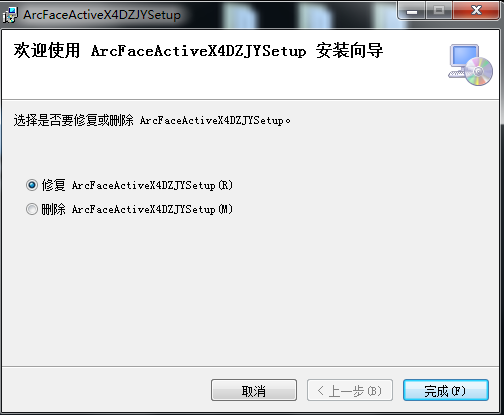 ArcFaceActiveX4DZJYSetup
欢迎使用 ArcFaceActiveX4DZJYSetup 安装向导
选择是否要修复或删除 ArcFaceActiveX4DZJYSetup。
修复 ArcFaceActiveX4DZJYSetup(R)
删除 ArcFaceActiveX4DZJYSetup(M)
取消
< 上一步(B)
完成(F)